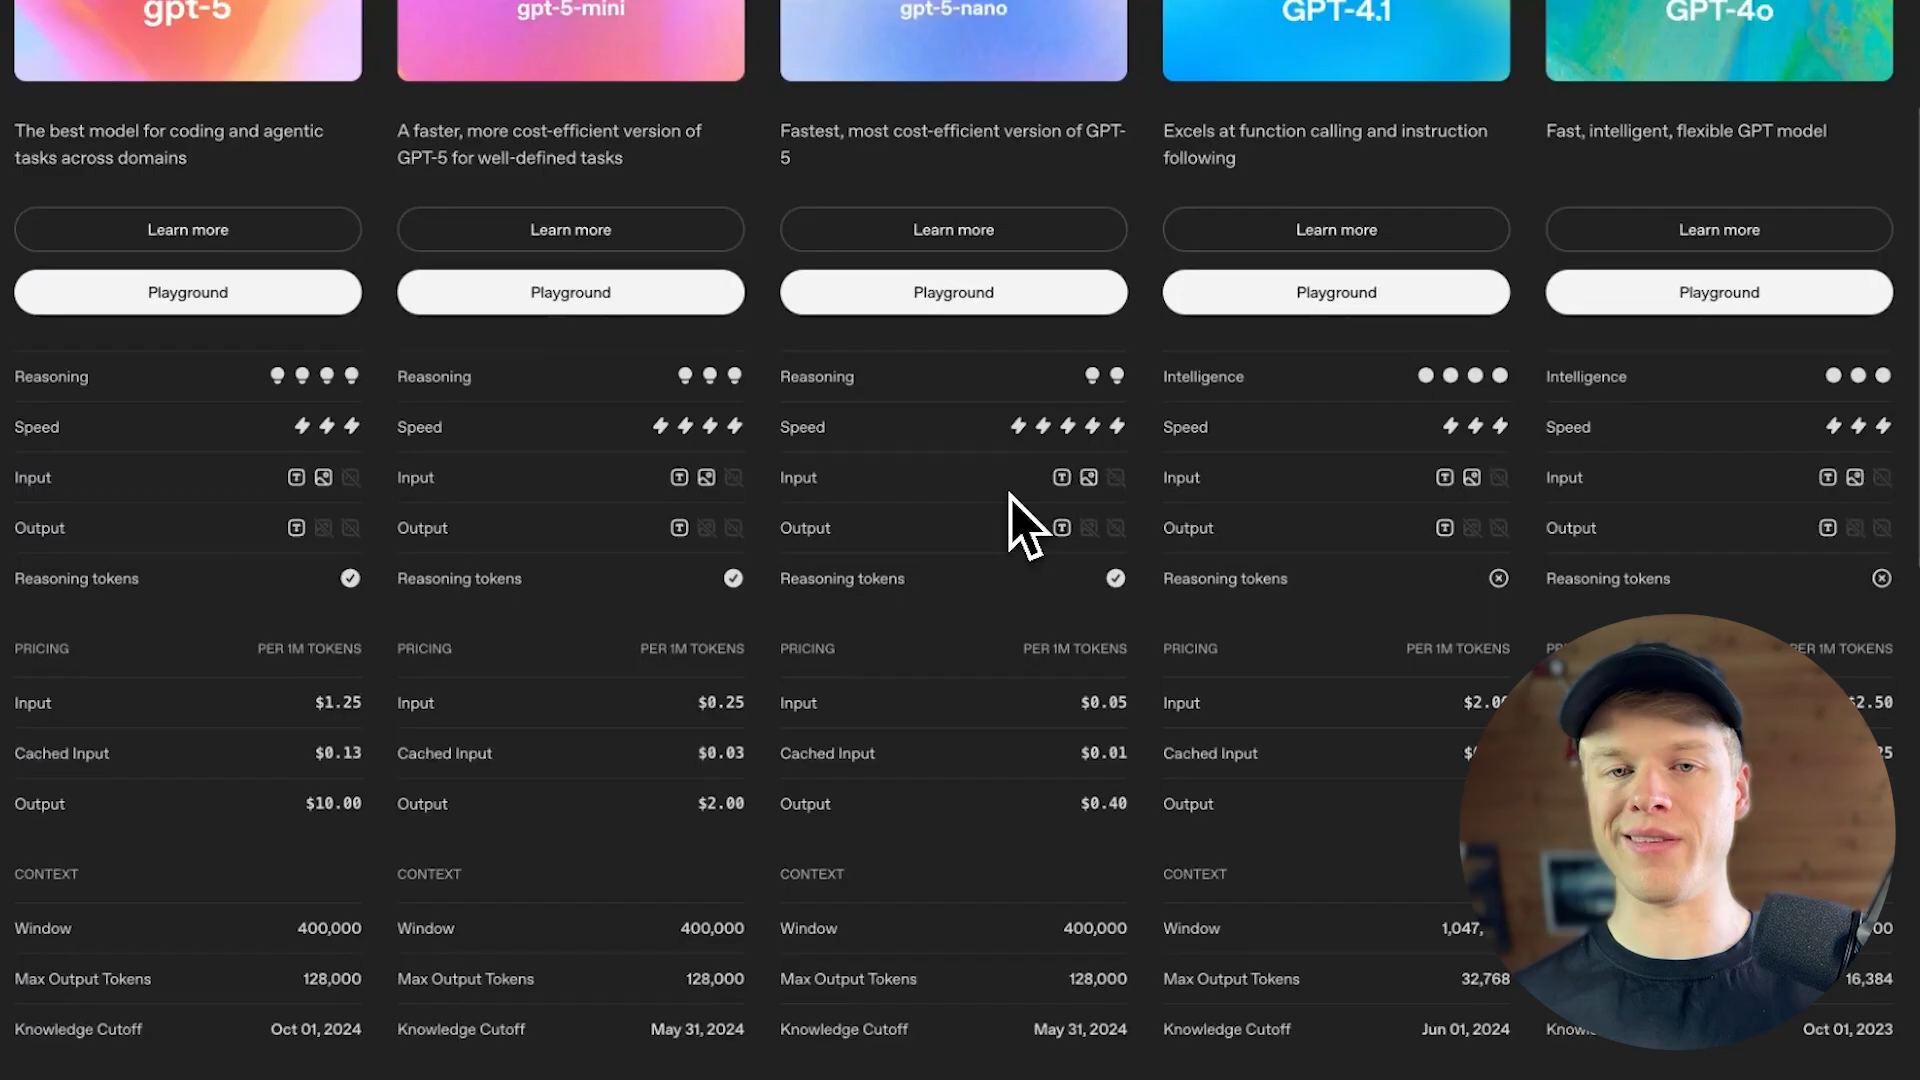 gpt-5
gpt-5-mini
gpt-5-nano
GPT-4.1
GPT-4o
The best model for coding and agentic
tasks across domains
A faster, more cost-efficient version of
GPT-5 for well-defined tasks
Fastest, most cost-efficient version of GPT-
5
Excels at function calling and instruction
following
Fast, intelligent, flexible GPT model
Learn more
Learn more
Learn more
Learn more
Learn more
Playground
Playground
Playground
Playground
Playground
Reasoning
Reasoning
Reasoning
Intelligence
Intelligence
Speed
Speed
Speed
Speed
Speed
Input
Input
Input
Input
Input
Output
Output
Output
Output
Output
Reasoning tokens
Reasoning tokens
Reasoning tokens
Reasoning tokens
Reasoning tokens
PRICING PER 1M TOKENS
PRICING PER 1M TOKENS
PRICING PER 1M TOKENS
PRICING PER 1M TOKENS
PER 1M TOKENS
Input $1.25
Input $0.25
Input $0.05
Input $2.00
$2.50
Cached Input $0.13
Cached Input $0.03
Cached Input $0.01
Cached Input
Output $10.00
Output $2.00
Output $0.40
Output
CONTEXT
CONTEXT
CONTEXT
CONTEXT
Window 400,000
Window 400,000
Window 400,000
Window 1,047,
Max Output Tokens 128,000
Max Output Tokens 128,000
Max Output Tokens 128,000
Max Output Tokens 32,768
16,384
Knowledge Cutoff Oct 01, 2024
Knowledge Cutoff May 31, 2024
Knowledge Cutoff May 31, 2024
Knowledge Cutoff Jun 01, 2024
Oct 01, 2023